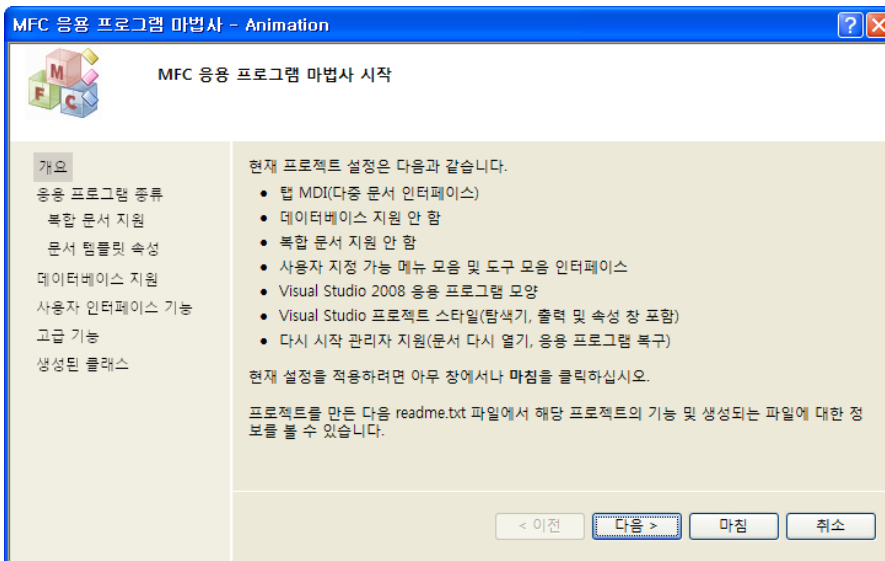 MFC 응용 프로그램 마법사 - Animation
MFC 응용 프로그램 마법사 시작
M
F
C
개요
응용 프로그램 종류
복합 문서 지원
문서 템플릿 속성
데이터베이스 지원
사용자 인터페이스 기능
고급 기능
생성된 클래스
현재 프로젝트 설정은 다음과 같습니다.
● 탭 MDI(다중 문서 인터페이스)
● 데이터베이스 지원 안 함
● 복합 문서 지원 안 함
● 사용자 지정 가능 메뉴 모음 및 도구 모음 인터페이스
● Visual Studio 2008 응용 프로그램 모양
● Visual Studio 프로젝트 스타일(탐색기, 출력 및 속성 창 포함)
● 다시 시작 관리자 지원(문서 다시 열기, 응용 프로그램 복구)
현재 설정을 적용하려면 아무 창에서나 마침을 클릭하십시오.
프로젝트를 만든 다음 readme.txt 파일에서 해당 프로젝트의 기능 및 생성되는 파일에 대한 정
보를 볼 수 있습니다.
< 이전 다음 > 마침 취소